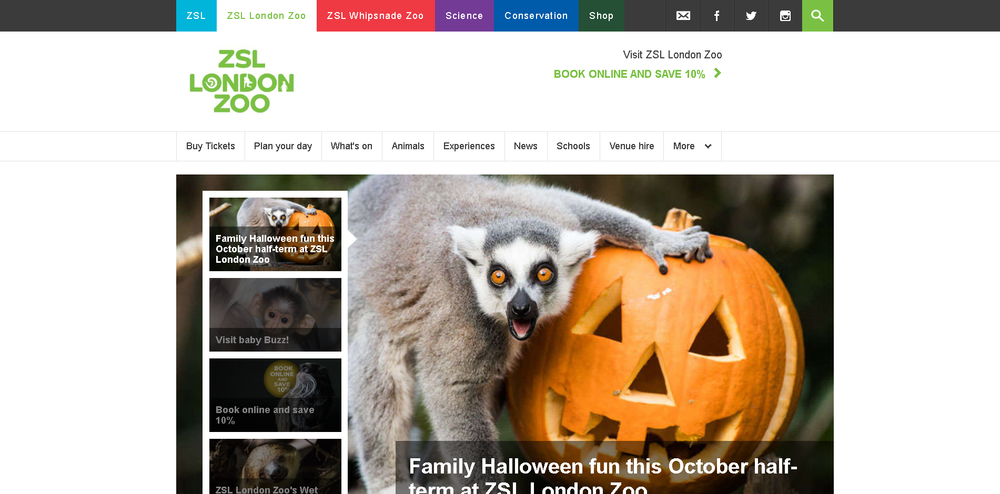 ZSL
ZSL London Zoo
ZSL Whipsnade Zoo
Science
Conservation
Shop
ZSL
LONDON
ZOO
Visit ZSL London Zoo
BOOK ONLINE AND SAVE 10%
Buy Tickets
Plan your day
What's on
Animals
Experiences
News
Schools
Venue hire
More
Family Halloween fun this
October half-term at ZSL
London Zoo
Visit baby Buzz!
BOOK
ONLINE
AND
SAVE
10%
Book online and save
10%
ZSL London Zoo's Wet
Family Halloween fun this October half-
term at ZSL London Zoo